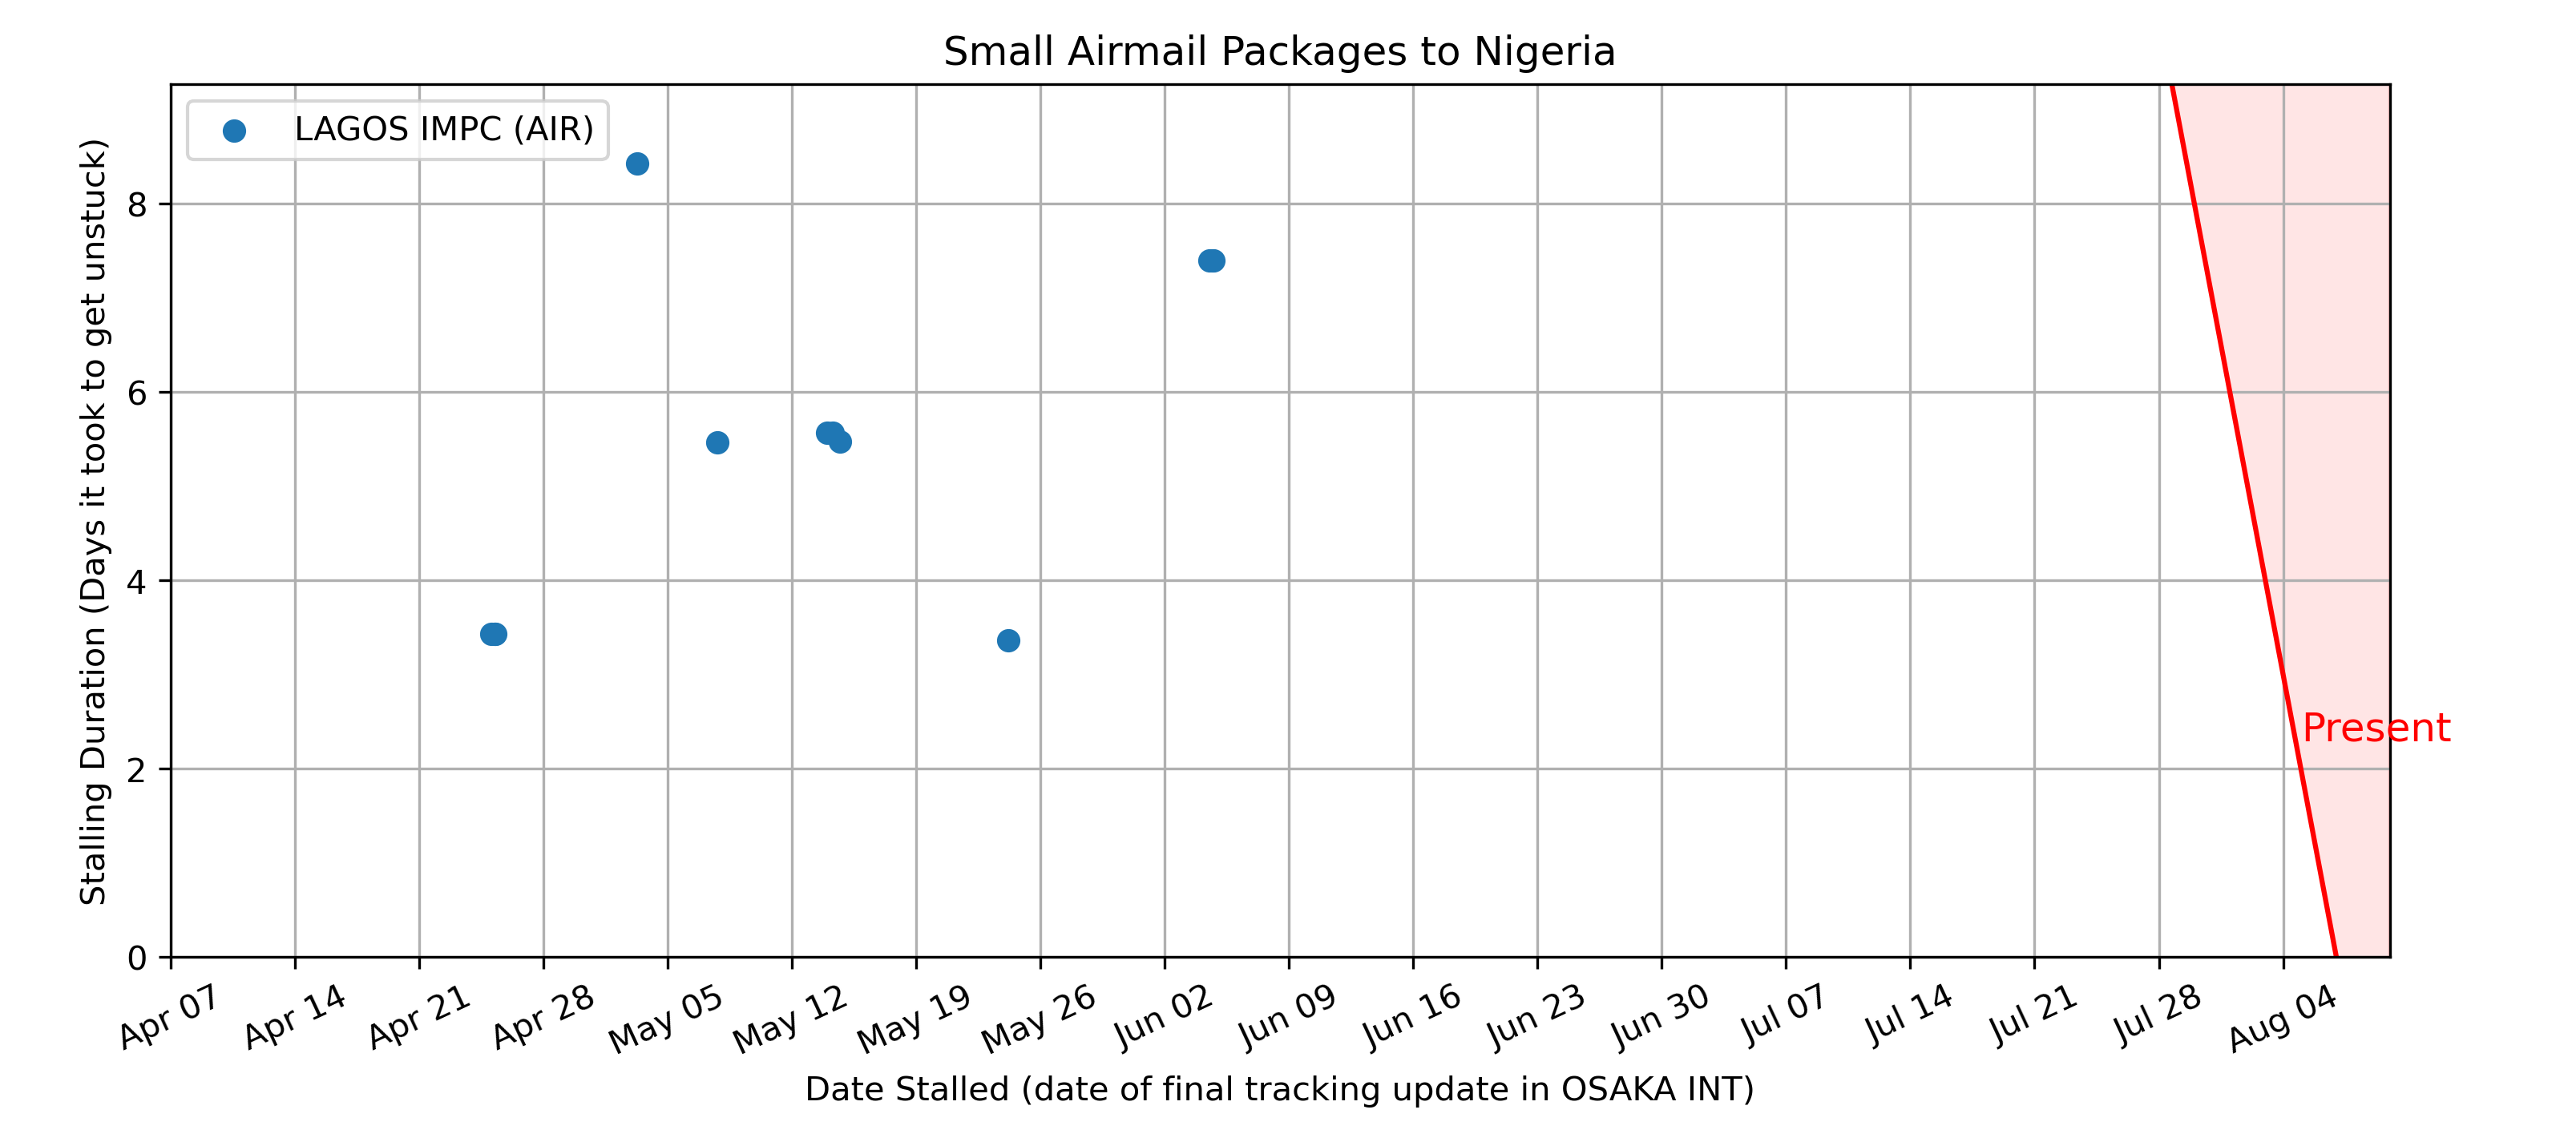 Small Airmail Packages to Nigeria
LAGOS IMPC (AIR)
Stalling Duration (Days it took to get unstuck)
8
6
4
2
0
Present
Apr 07 Apr 14 Apr 21 Apr 28 May 05 May 12 May 19 May 26 Jun 02 Jun 09 Jun 16 Jun 23 Jun 30 Jul 07 Jul 14 Jul 21 Jul 28 Aug 04
Date Stalled (date of final tracking update in OSAKA INT)